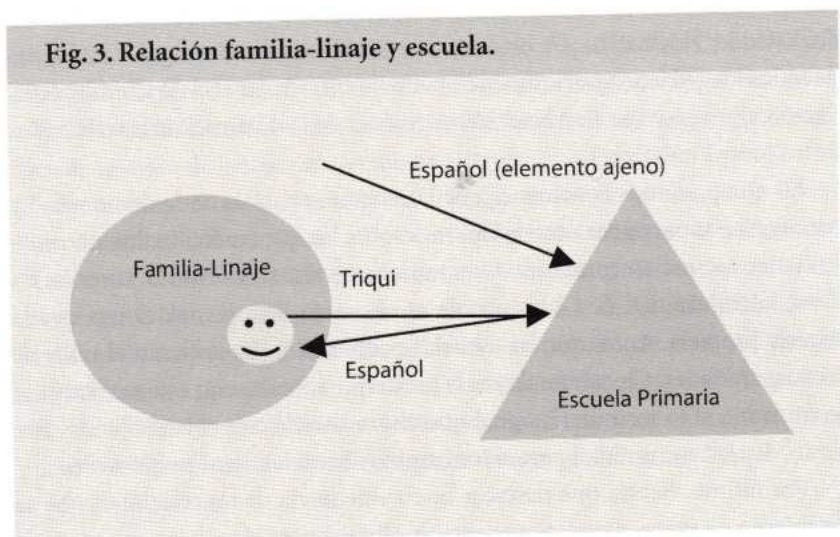 Fig. 3. Relación familia-linaje y escuela.
Español (elemento ajeno)
Familia-Linaje
Triqui
Español
Escuela Primaria